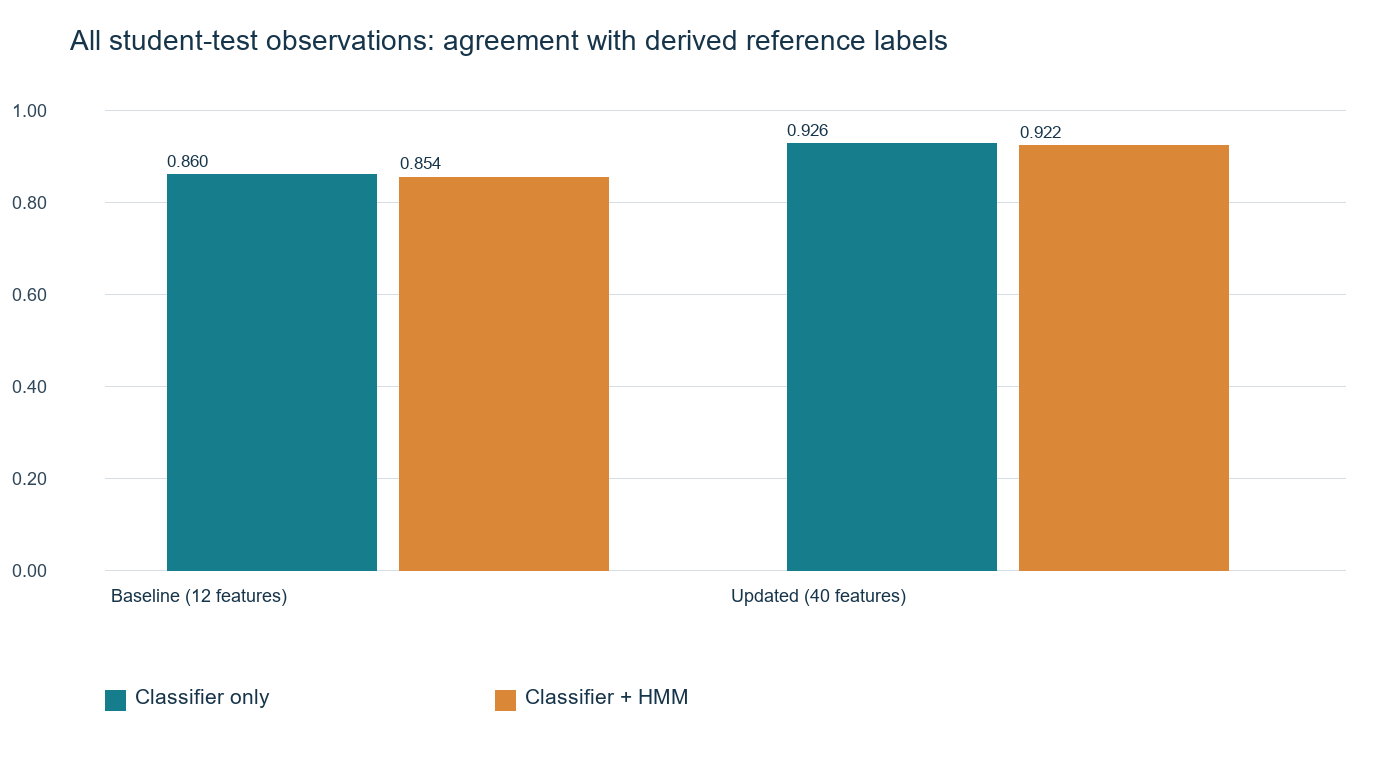 All student-test observations: agreement with derived reference labels
1.00
0.926
0.922
0.860
0.854
0.80
0.60
0.40
0.20
0.00
Baseline (12 features)
Updated (40 features)
Classifier only
Classifier + HMM